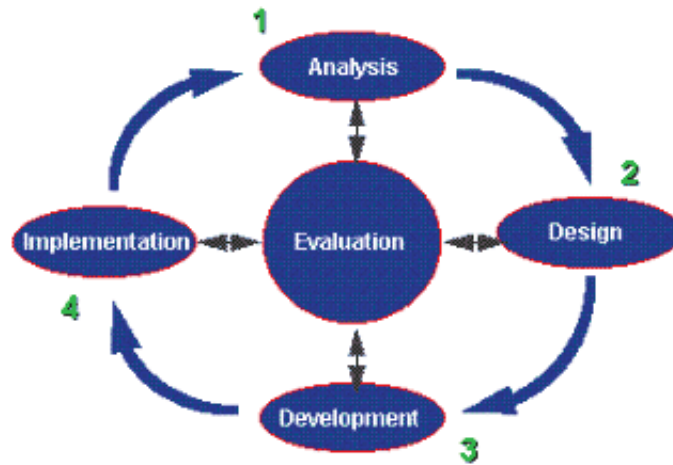 1
Analysis
2
Design
Implementation
Evaluation
4
Development
3